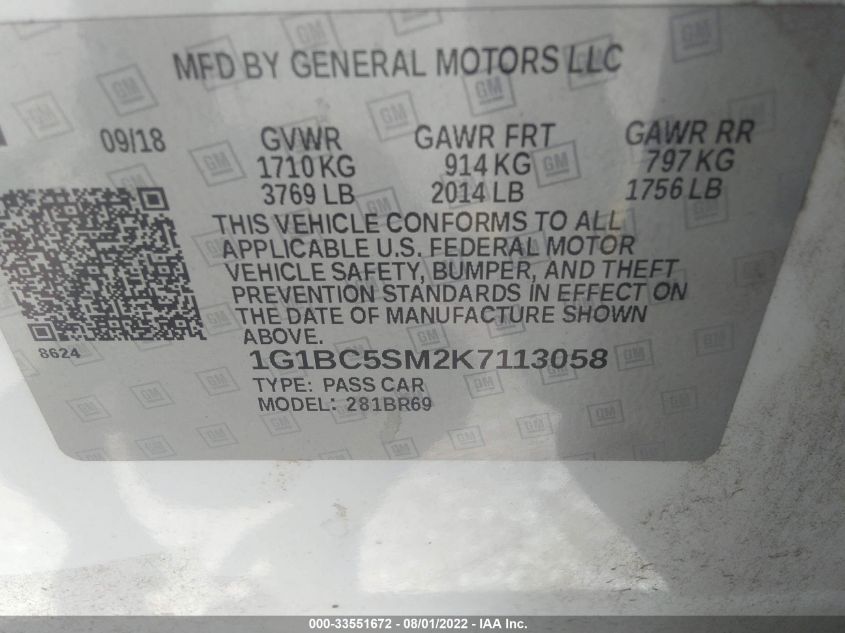 MFD BY GENERAL MOTORS LLC
09/18 GVWR GAWR FRT GAWR RR
1710 KG 914 KG 797 KG
3769 LB 2014 LB 1756 LB
THIS VEHICLE CONFORMS TO ALL
APPLICABLE U.S. FEDERAL MOTOR
VEHICLE SAFETY, BUMPER, AND THEFT
PREVENTION STANDARDS IN EFFECT ON
THE DATE OF MANUFACTURE SHOWN
ABOVE.
8624
1G1BC5SM2K7113058
TYPE: PASS CAR
MODEL: 281BR69
000-33551672 - 08/01/2022 - IAA Inc.